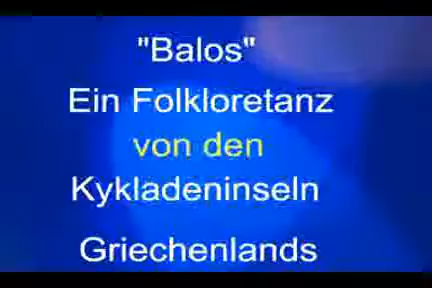 "Balos"
Ein Folkloretanz
von den
Kykladeninseln
Griechenlands